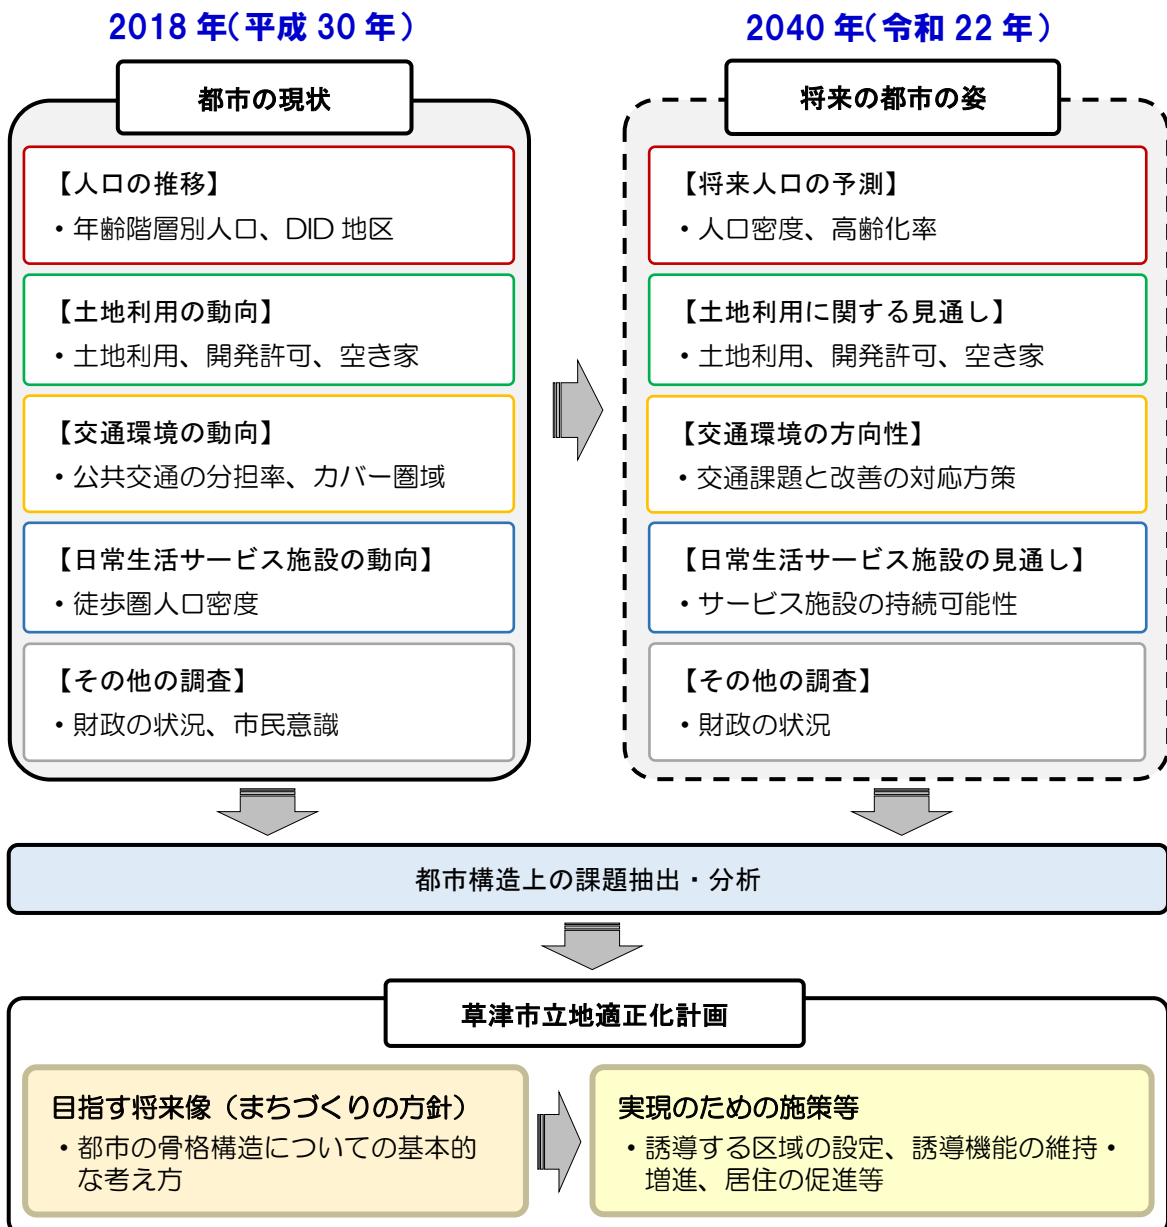 2018 年(平成 30 年)
都市の現状
【人口の推移】
・年齢階層別人口、DID 地区
【土地利用の動向】
・土地利用、開発許可、空き家
【交通環境の動向】
・公共交通の分担率、カバー圏域
【日常生活サービス施設の動向】
・徒歩圏人口密度
【その他の調査】
・財政の状況、市民意識
2040 年(令和 22 年)
将来の都市の姿
【将来人口の予測】
・人口密度、高齢化率
【土地利用に関する見通し】
・土地利用、開発許可、空き家
【交通環境の方向性】
・交通課題と改善の対応方策
【日常生活サービス施設の見通し】
・サービス施設の持続可能性
【その他の調査】
・財政の状況
都市構造上の課題抽出・分析
草津市立地適正化計画
目指す将来像（まちづくりの方針）
・都市の骨格構造についての基本的
な考え方
実現のための施策等
・誘導する区域の設定、誘導機能の維持・
増進、居住の促進等